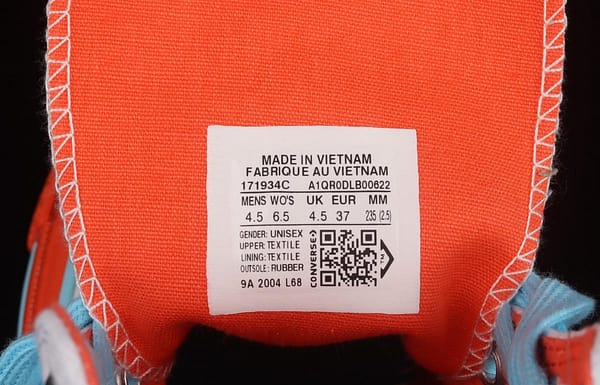 MADE IN VIETNAM
FABRIQUE AU VIETNAM
171934C A1QR0DLB00622
MENS WO'S UK EUR MM
4.5 6.5 4.5 37 235 (2.5)
GENDER: UNISEX
UPPER: TEXTILE
LINING: TEXTILE
OUTSOLE: RUBBER
9A 2004 L68
CONVERSE
TM